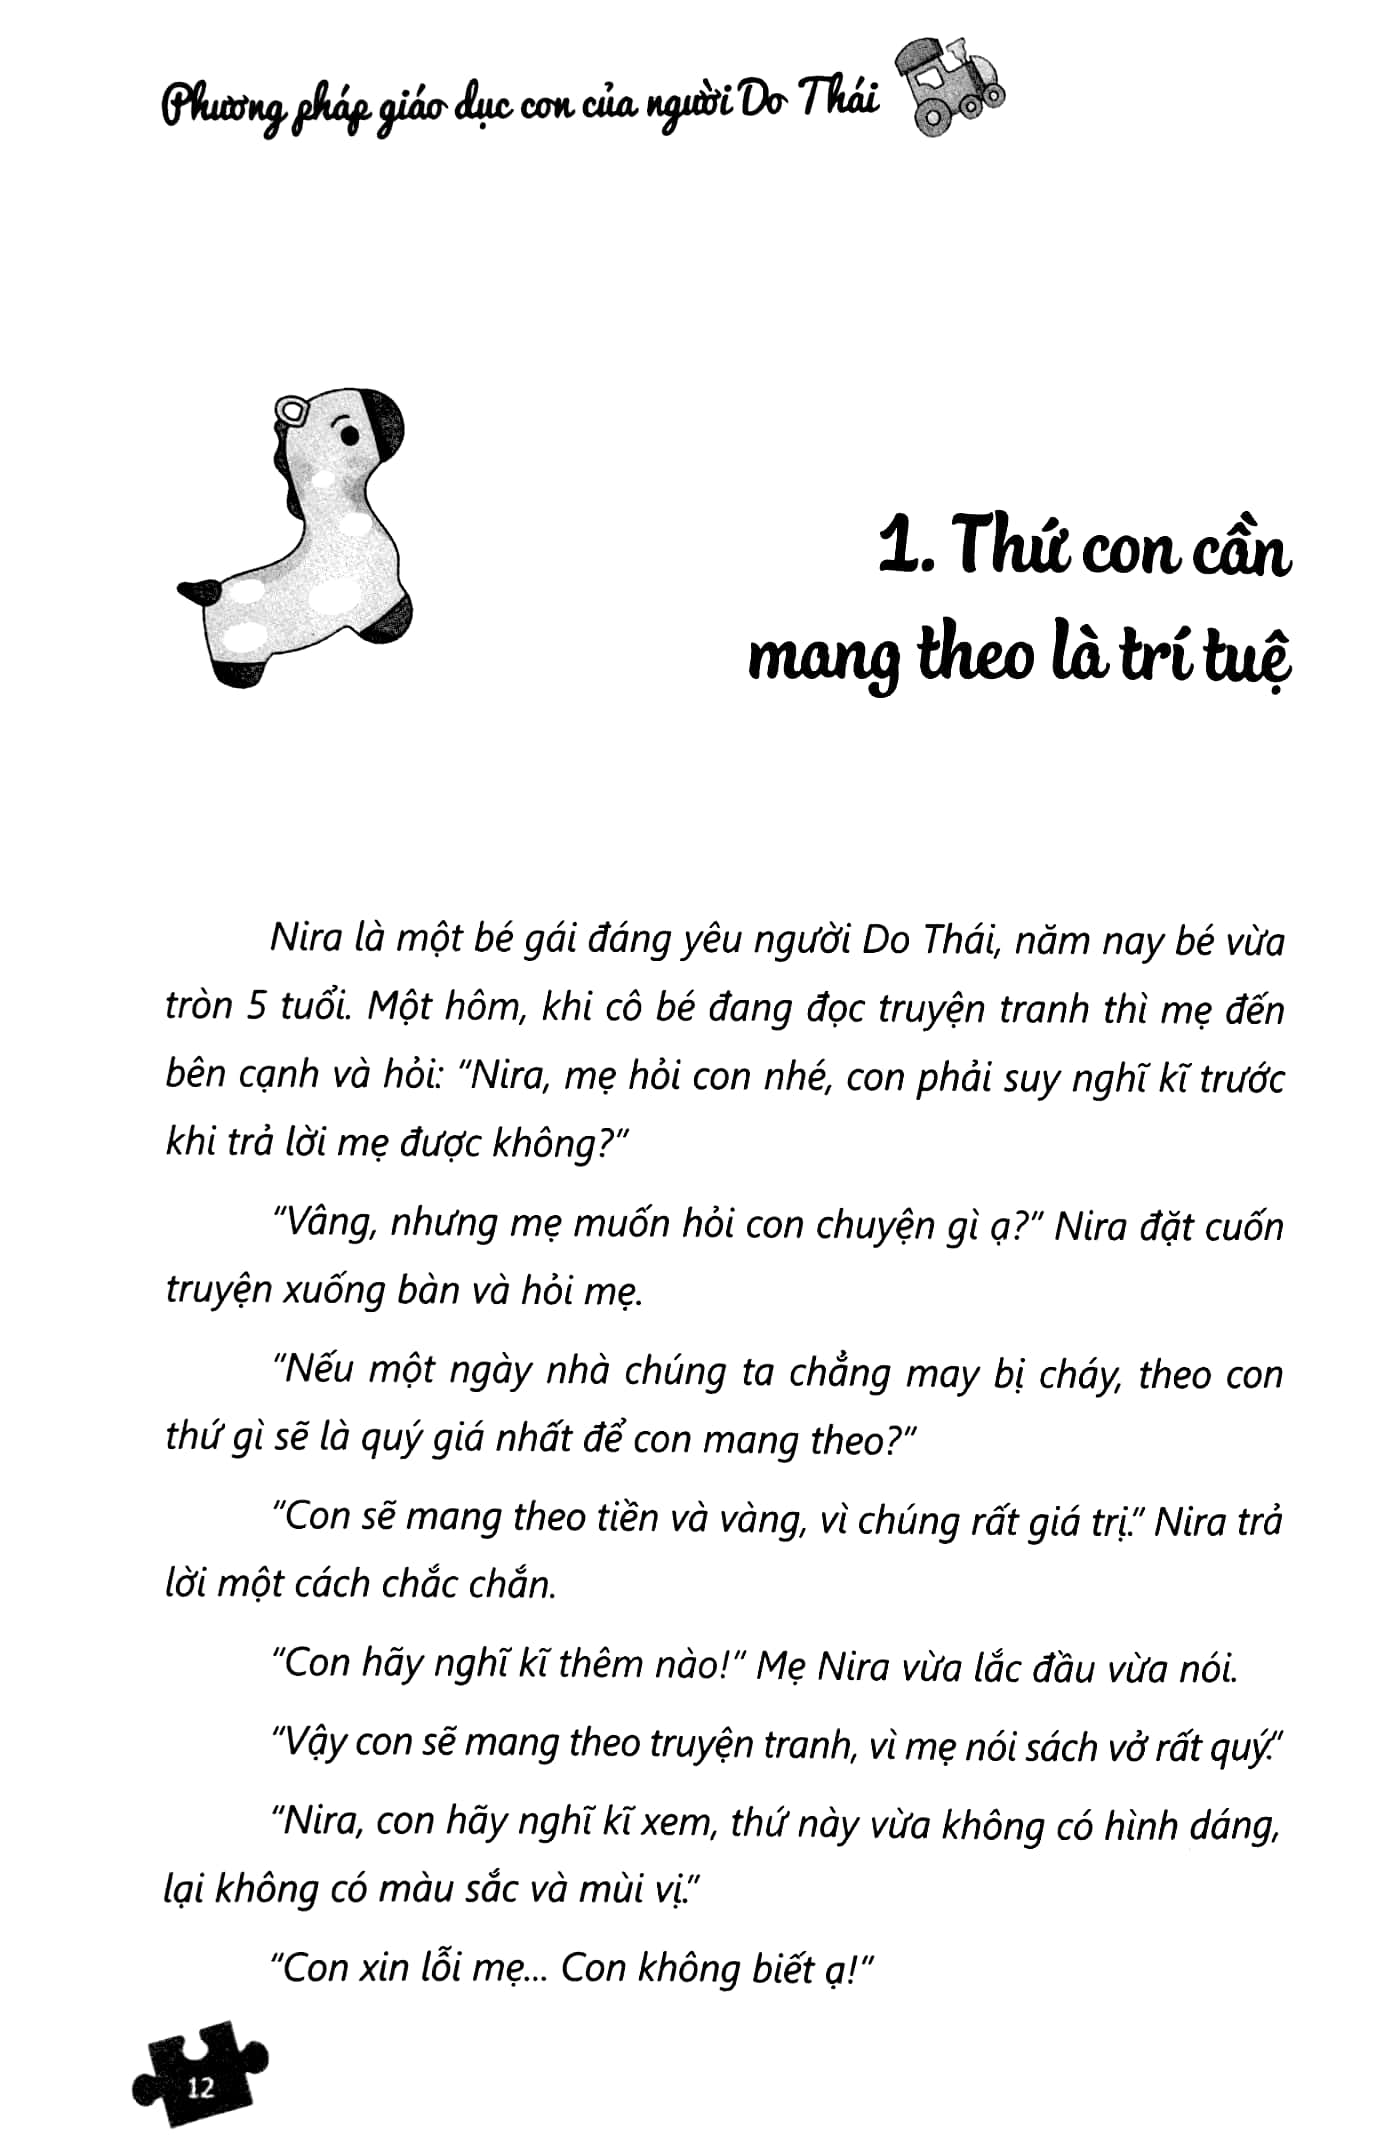 Phương pháp giáo dục con của người Do Thái
1. Thứ con cần
mang theo là trí tuệ
Nira là một bé gái đáng yêu người Do Thái, năm nay bé vừa
tròn 5 tuổi. Một hôm, khi cô bé đang đọc truyện tranh thì mẹ đến
bên cạnh và hỏi: “Nira, mẹ hỏi con nhé, con phải suy nghĩ kĩ trước
khi trả lời mẹ được không?”
“Vâng, nhưng mẹ muốn hỏi con chuyện gì ạ?” Nira đặt cuốn
truyện xuống bàn và hỏi mẹ.
“Nếu một ngày nhà chúng ta chẳng may bị cháy, theo con
thứ gì sẽ là quý giá nhất để con mang theo?”
“Con sẽ mang theo tiền và vàng, vì chúng rất giá trị.” Nira trả
lời một cách chắc chắn.
“Con hãy nghĩ kĩ thêm nào!” Mẹ Nira vừa lắc đầu vừa nói.
“Vậy con sẽ mang theo truyện tranh, vì mẹ nói sách vở rất quý.”
“Nira, con hãy nghĩ kĩ xem, thứ này vừa không có hình dáng,
lại không có màu sắc và mùi vị.”
“Con xin lỗi mẹ... Con không biết ạ!”
12